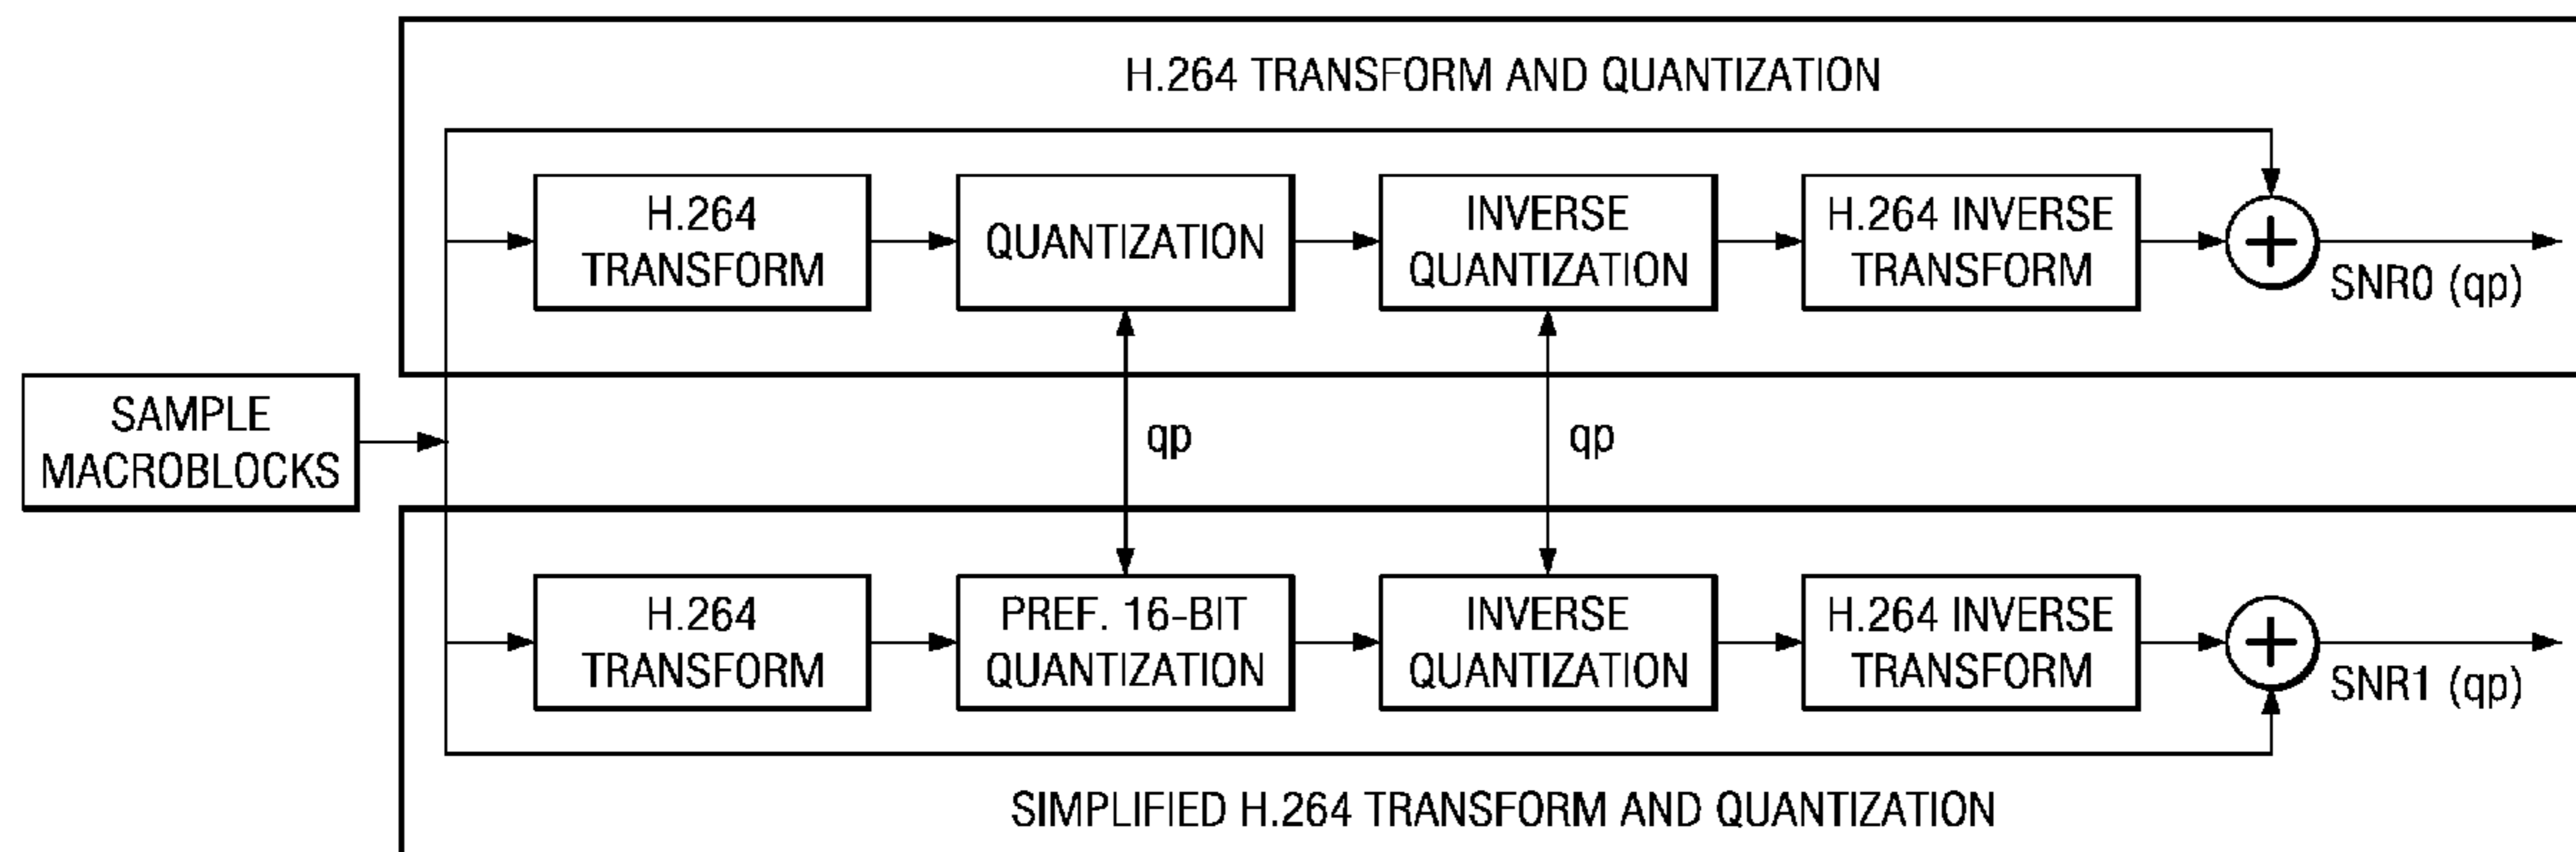 H.264 TRANSFORM AND QUANTIZATION
H.264
TRANSFORM
QUANTIZATION
INVERSE
QUANTIZATION
H.264 INVERSE
TRANSFORM
+
SNR0 (qp)
SAMPLE
MACROBLOCKS
qp
qp
H.264
TRANSFORM
PREF. 16-BIT
QUANTIZATION
INVERSE
QUANTIZATION
H.264 INVERSE
TRANSFORM
+
SNR1 (qp)
SIMPLIFIED H.264 TRANSFORM AND QUANTIZATION